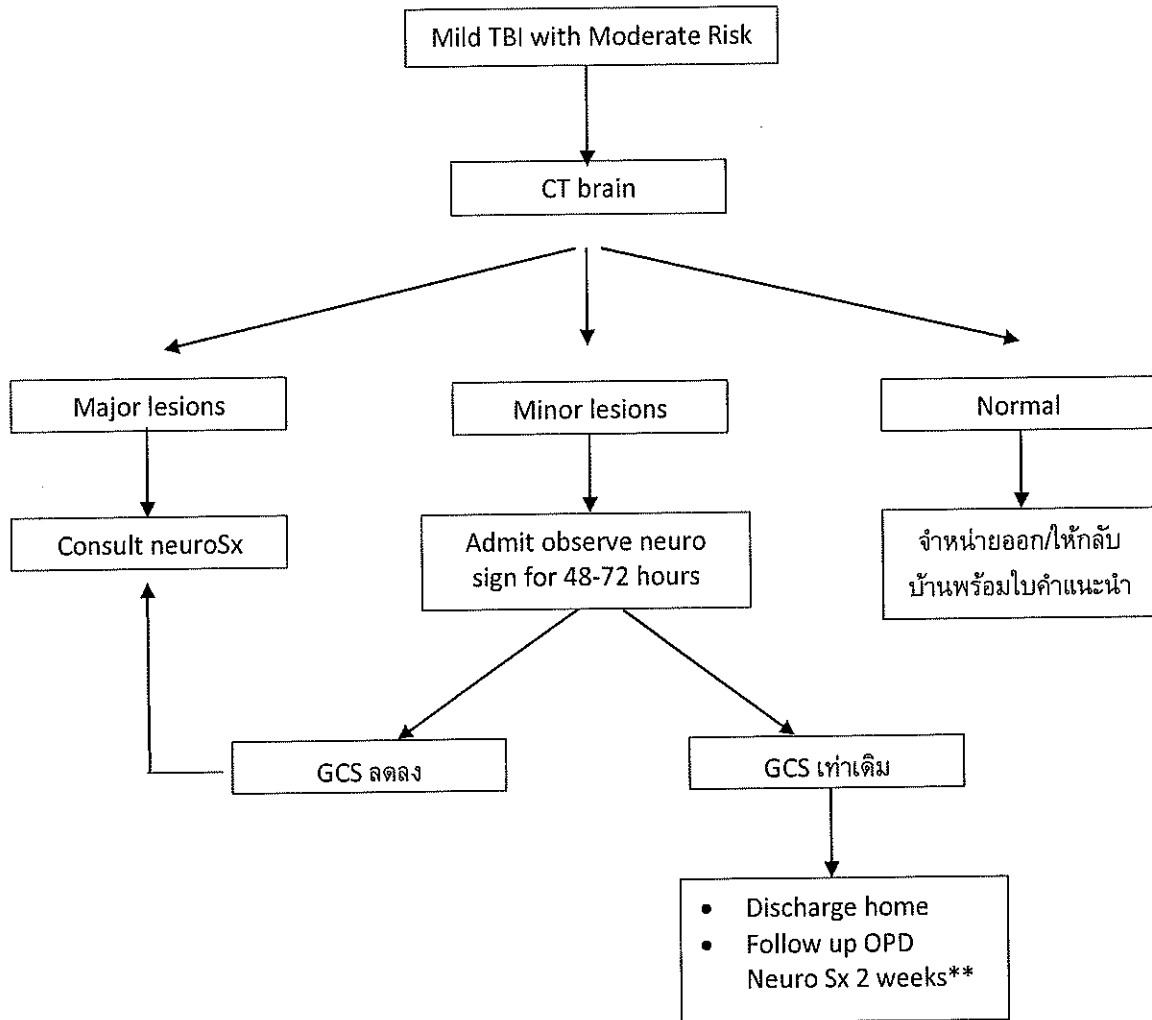 Mild TBI with Moderate Risk
CT brain
Major lesions
Minor lesions
Normal
Consult neuroSx
Admit observe neuro
sign for 48-72 hours
จำหน่ายออก/ให้กลับ
บ้านพร้อมใบคำแนะนำ
GCS ลดลง
GCS เท่าเดิม
• Discharge home
• Follow up OPD
Neuro Sx 2 weeks**